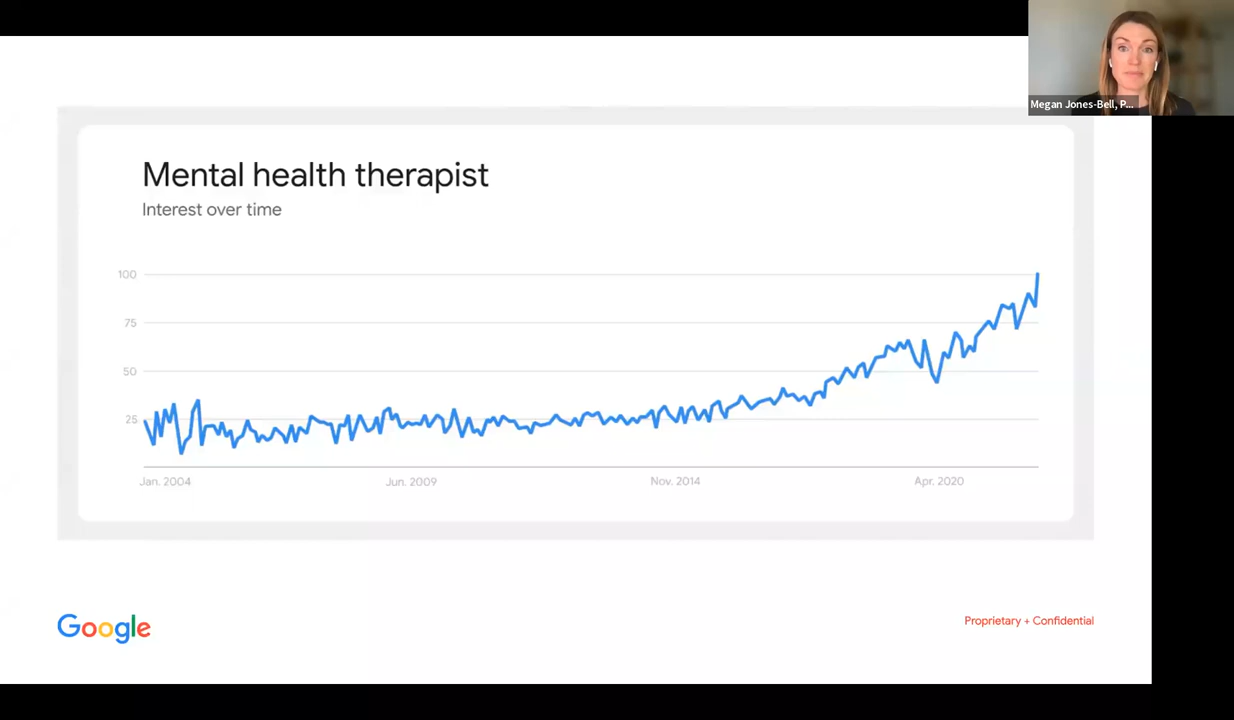 Megan Jones-Bell, P...
Mental health therapist
Interest over time
100
75
50
25
Jan. 2004
Jun. 2009
Nov. 2014
Apr. 2020
Google
Proprietary + Confidential